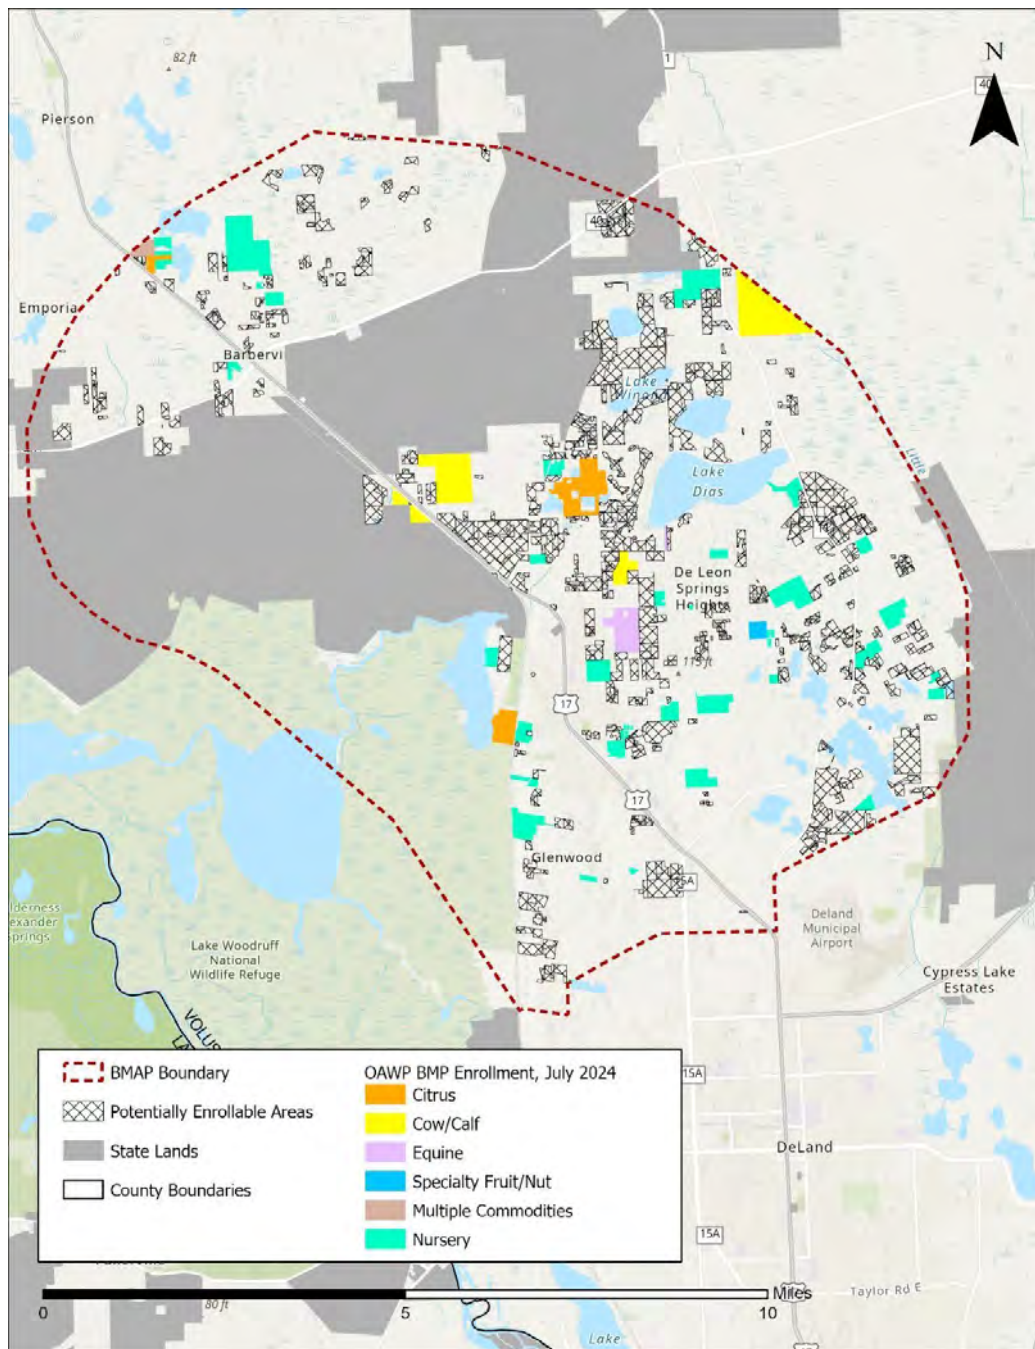 82 ft
1
N
40
Pierson
40
Emporia
Barbervi
Lake
Little
Lake
Dias
11
De Leon
Springs
Heights
115 ft
17
17
Glenwood
15A
Deland
Municipal
Airport
Lake Woodruff
National
Wildlife Refuge
Cypress Lake
Estates
VOLUS
BMAP Boundary
Potentially Enrollable Areas
State Lands
County Boundaries
OAWP BMP Enrollment, July 2024
Citrus
Cow/Calf
Equine
Specialty Fruit/Nut
Multiple Commodities
Nursery
15A
DeLand
15A
Taylor Rd E
Miles
0
5
10
80 ft
Lake